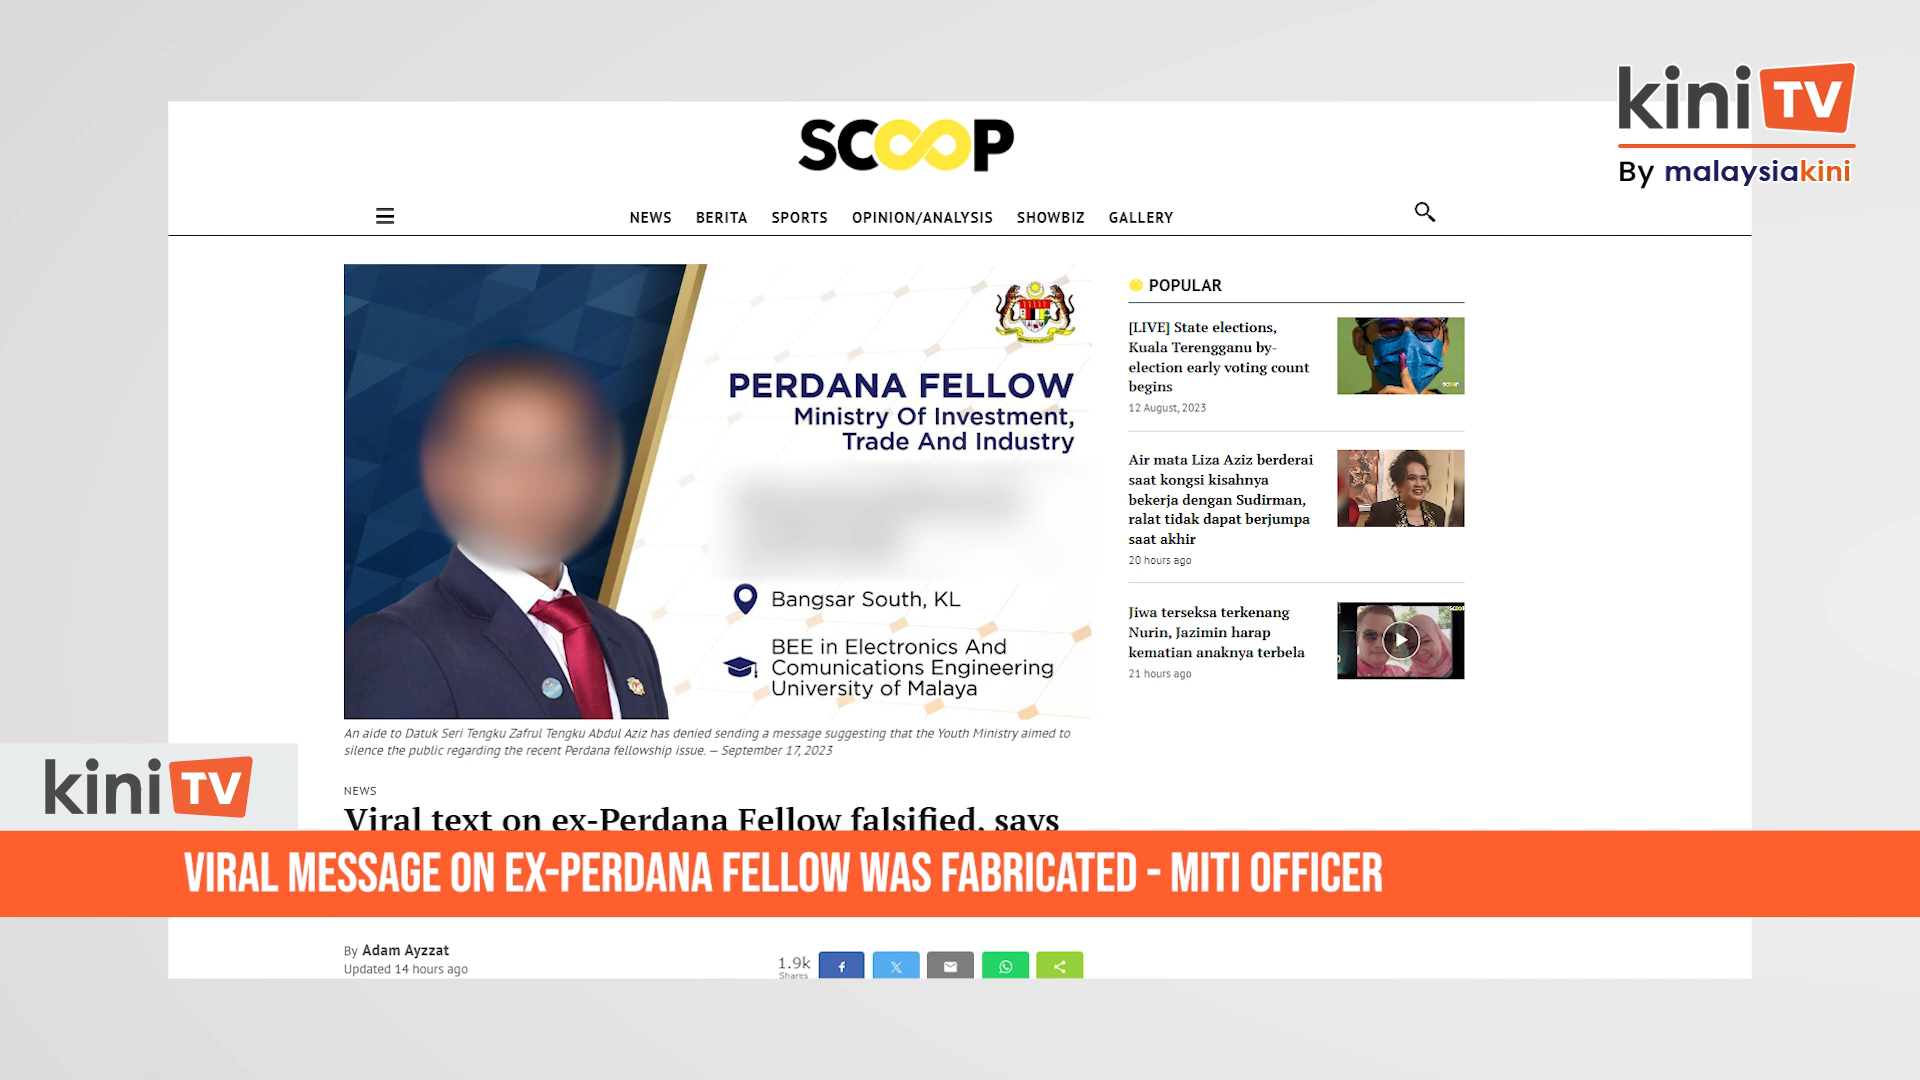 kini TV
By malaysiakini
SCOOP
NEWS BERITA SPORTS OPINION/ANALYSIS SHOWBIZ GALLERY
PERDANA FELLOW
Ministry Of Investment,
Trade And Industry
Bangsar South, KL
BEE in Electronics And
Comunications Engineering
University of Malaya
An aide to Datuk Seri Tengku Zafrul Tengku Abdul Aziz has denied sending a message suggesting that the Youth Ministry aimed to
silence the public regarding the recent Perdana fellowship issue. — September 17, 2023
POPULAR
[LIVE] State elections,
Kuala Terengganu by-
election early voting count
begins
12 August, 2023
SCOOP
Air mata Liza Aziz berderai
saat kongsi kisahnya
bekerja dengan Sudirman,
ralat tidak dapat berjumpa
saat akhir
20 hours ago
Jiwa terseksa terkenang
Nurin, Jazimin harap
kematian anaknya terbela
21 hours ago
SCOOP
NEWS
Viral text on ex-Perdana Fellow falsified, says
kini TV
VIRAL MESSAGE ON EX-PERDANA FELLOW WAS FABRICATED - MITI OFFICER
By Adam Ayzzat
Updated 14 hours ago
1.9k
Shares